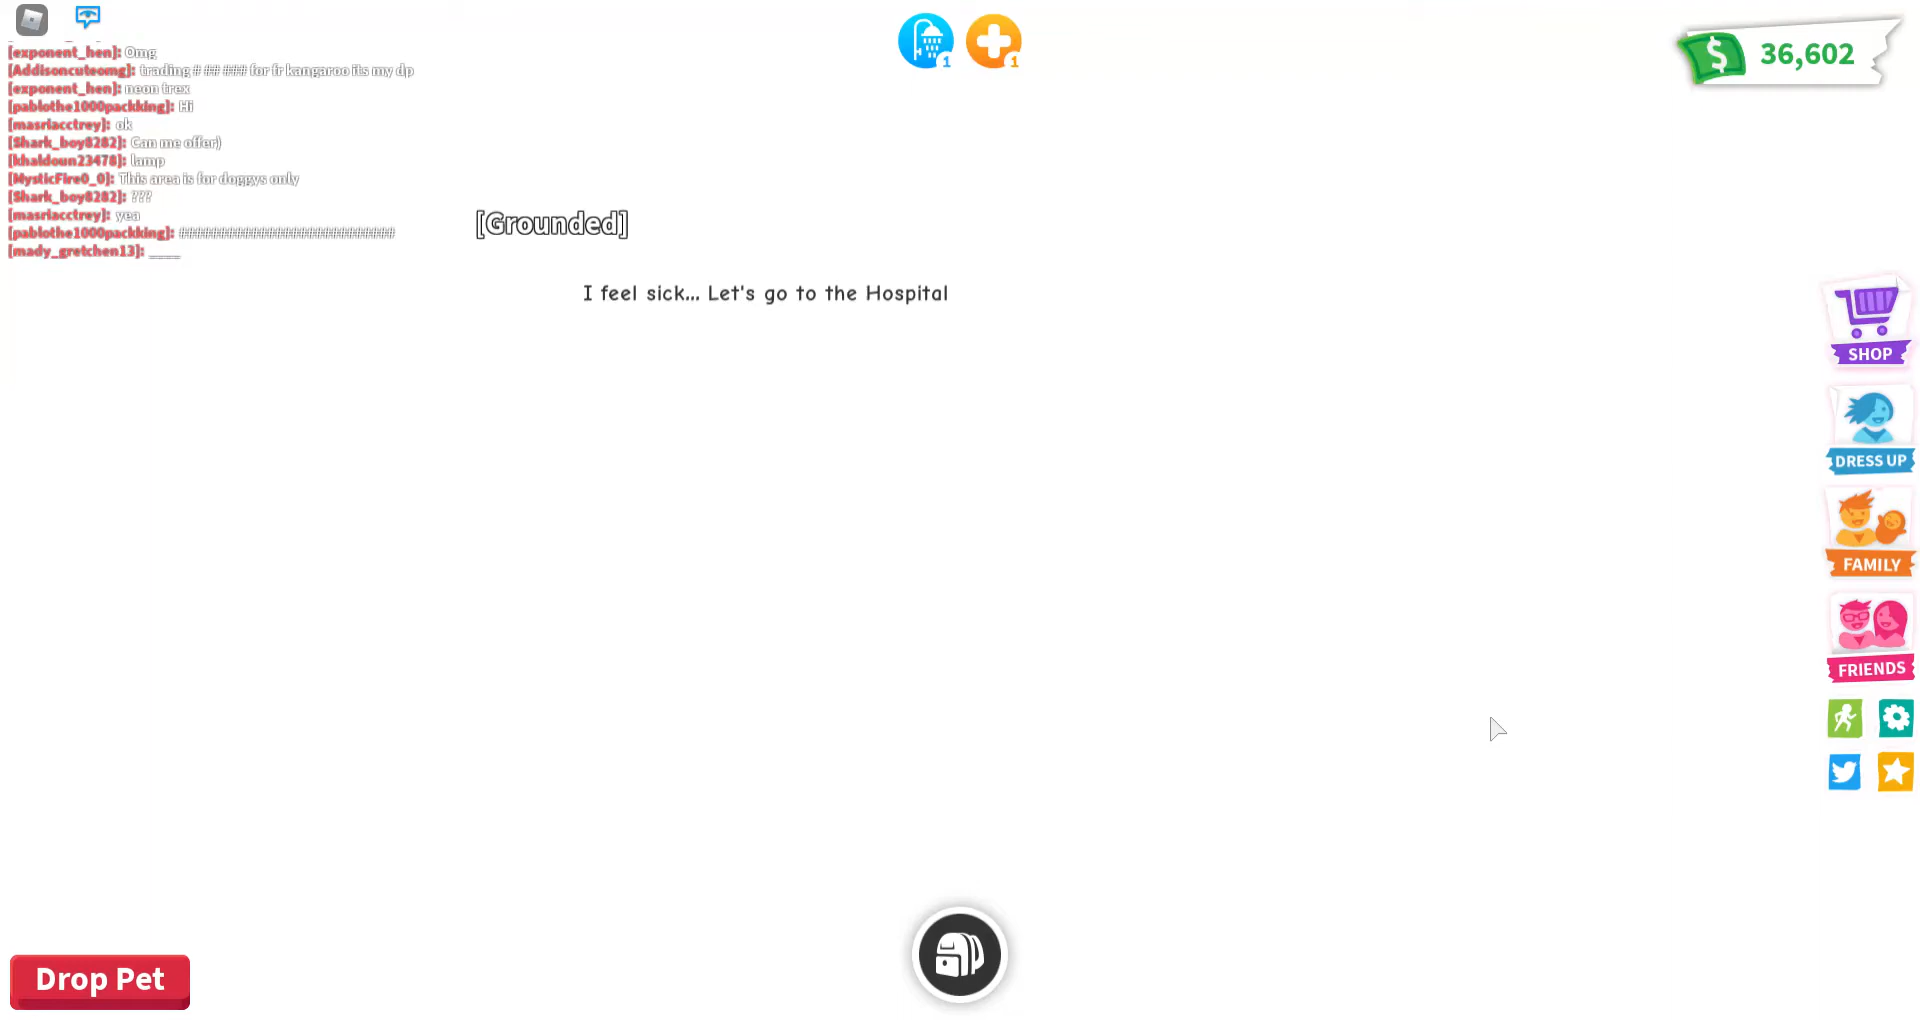 [exponent_hen]: Omg
[Addisoncuteomg]: trading # ## ### for fr kangaroo its my dp
[exponent_hen]: neon trex
[pablothe1000packking]: Hi
[masriacctrey]: ok
[Shark_boy8282]: Can me offer)
[khaldoun23478]: lamp
[MysticFire0_0]: This area is for doggys only
[Shark_boy8282]: ???
[masriacctrey]: yea
[pablothe1000packking]: ##############################
[mady_gretchen13]: ____
1
1
36,602
[Grounded]
I feel sick... Let's go to the Hospital
SHOP
DRESS UP
FAMILY
FRIENDS
Drop Pet